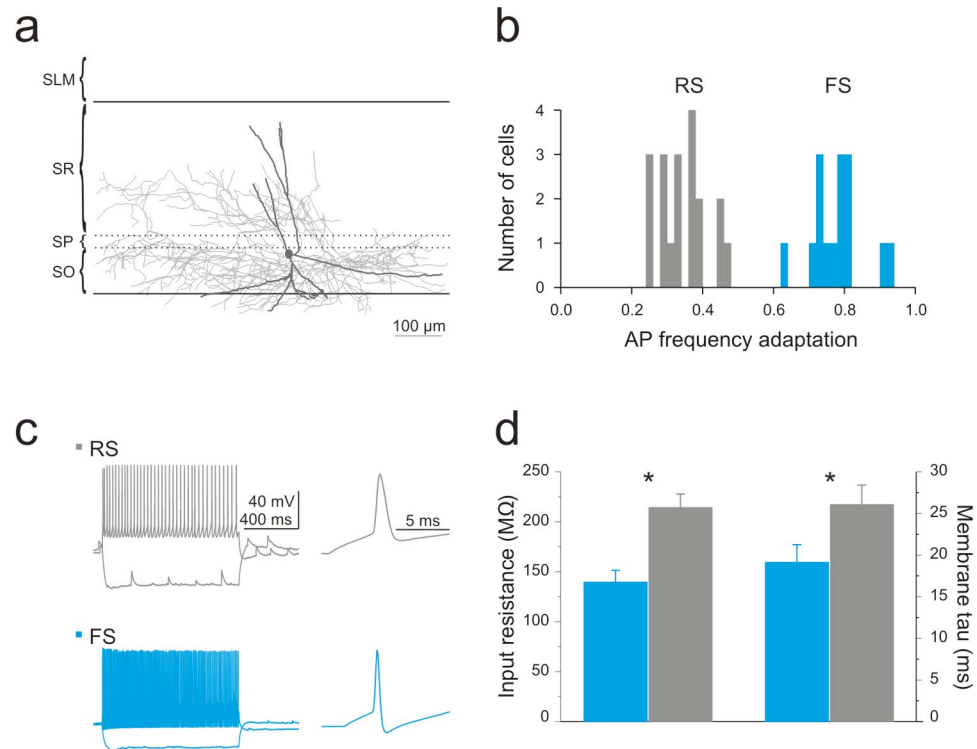 a
SLM
SR
SP
SO
100 µm
b
RS
FS
Number of cells
4
3
2
1
0
0.0 0.2 0.4 0.6 0.8 1.0
AP frequency adaptation
c
RS
40 mV
400 ms
5 ms
FS
d
* *
Input resistance (MΩ)
250
200
150
100
50
0
30
25
20
15
10
5
0
Membrane tau (ms)